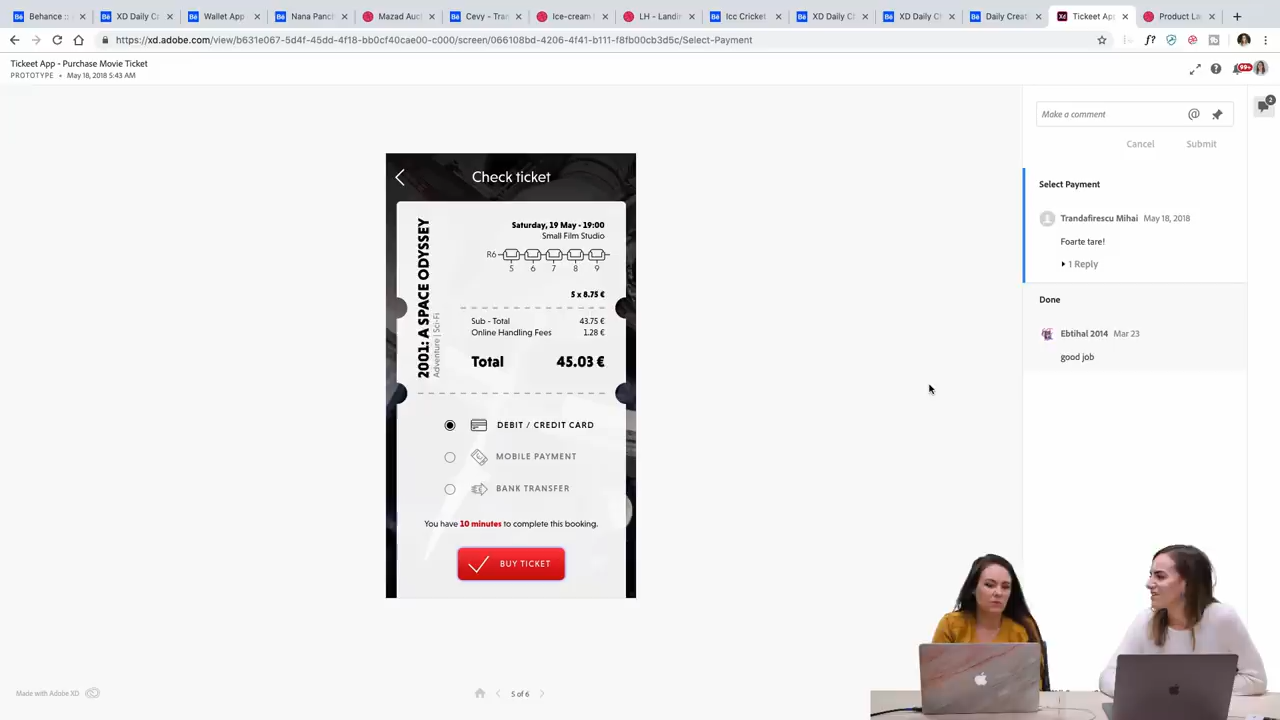 Behance ::
XD Daily C
Wallet App
Nana Panc
Mazad Auc
Cevy - Tran
Ice-cream
LH - Landin
Icc Cricket
XD Daily C
XD Daily C
Daily Creat
Tickeet App
Product La
https://xd.adobe.com/view/b631e067-5d4f-45dd-4f18-bb0cf40cae00-c000/screen/066108bd-4206-4f41-b111-f8fb00cb3d5c/Select-Payment
Tickeet App - Purchase Movie Ticket
PROTOTYPE • May 18, 2018 5:43 AM
99+
2
Make a comment
Cancel Submit
Select Payment
Trandafirescu Mihai May 18, 2018
Foarte tare!
1 Reply
Done
Ebtihal 2014 Mar 23
good job
Check ticket
2001: A SPACE ODYSSEY
Adventure | Sci-Fi
Saturday, 19 May - 19:00
Small Film Studio
R6
5 6 7 8 9
5 x 8.75 €
Sub - Total 43.75 €
Online Handling Fees 1.28 €
Total 45.03 €
DEBIT / CREDIT CARD
MOBILE PAYMENT
BANK TRANSFER
You have 10 minutes to complete this booking.
BUY TICKET
Made with Adobe XD
5 of 6